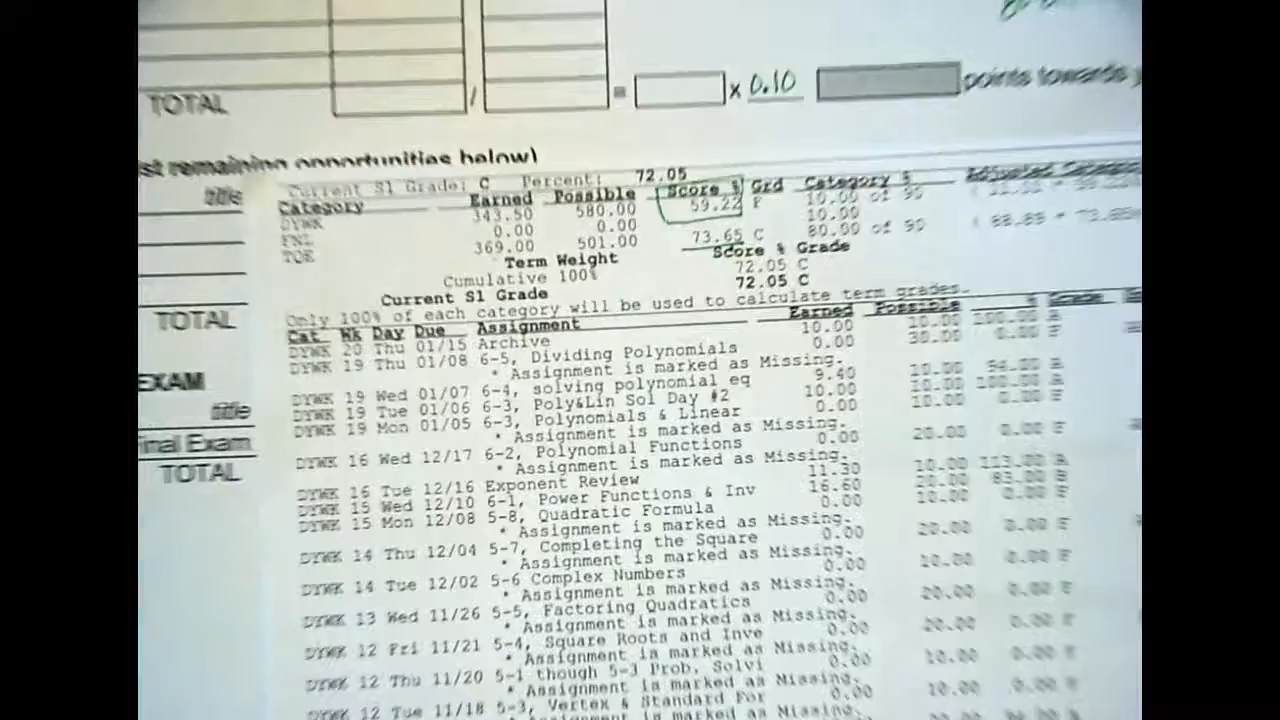 TOTAL / = x 0.10 points towards
ist remaining opportunities below)
title
Current S1 Grade: C Percent: 72.05
Category Earned Possible Score % Grd Category %
DYWK 343.50 580.00 59.22 F 10.00 of 90
FNL 0.00 0.00 10.00
TOE 369.00 501.00 73.65 C 80.00 of 90
Term Weight Score % Grade
Cumulative 100% 72.05 C
Current S1 Grade 72.05 C
Only 100% of each category will be used to calculate term grades.
TOTAL
Cat Wk Day Due Assignment Earned Possible % Grade
DYWK 20 Thu 01/15 Archive 10.00 10.00 100.00 A
DYWK 19 Thu 01/08 6-5, Dividing Polynomials 0.00 30.00 0.00 F
* Assignment is marked as Missing.
EXAM
DYWK 19 Wed 01/07 6-4, solving polynomial eq 9.40 10.00 94.00 A
DYWK 19 Tue 01/06 6-3, Poly&Lin Sol Day #2 10.00 10.00 100.00 A
title
DYWK 19 Mon 01/05 6-3, Polynomials & Linear 0.00 10.00 0.00 F
* Assignment is marked as Missing.
inal Exam
DYWK 16 Wed 12/17 6-2, Polynomial Functions 0.00 20.00 0.00 F
* Assignment is marked as Missing.
TOTAL
DYWK 16 Tue 12/16 Exponent Review 11.30 10.00 113.00 A
DYWK 15 Wed 12/10 6-1, Power Functions & Inv 16.60 20.00 83.00 B
DYWK 15 Mon 12/08 5-8, Quadratic Formula 0.00 10.00 0.00 F
* Assignment is marked as Missing.
DYWK 14 Thu 12/04 5-7, Completing the Square 0.00 20.00 0.00 F
* Assignment is marked as Missing.
DYWK 14 Tue 12/02 5-6 Complex Numbers 0.00 10.00 0.00 F
* Assignment is marked as Missing.
DYWK 13 Wed 11/26 5-5, Factoring Quadratics 0.00 20.00 0.00 F
* Assignment is marked as Missing.
DYWK 12 Fri 11/21 5-4, Square Roots and Inve 0.00 20.00 0.00 F
* Assignment is marked as Missing.
DYWK 12 Thu 11/20 5-1 though 5-3 Prob. Solvi 0.00 10.00 0.00 F
* Assignment is marked as Missing.
DYWK 12 Tue 11/18 5-3, Vertex & Standard For 0.00 10.00 0.00
Assignment is marked as Missing.